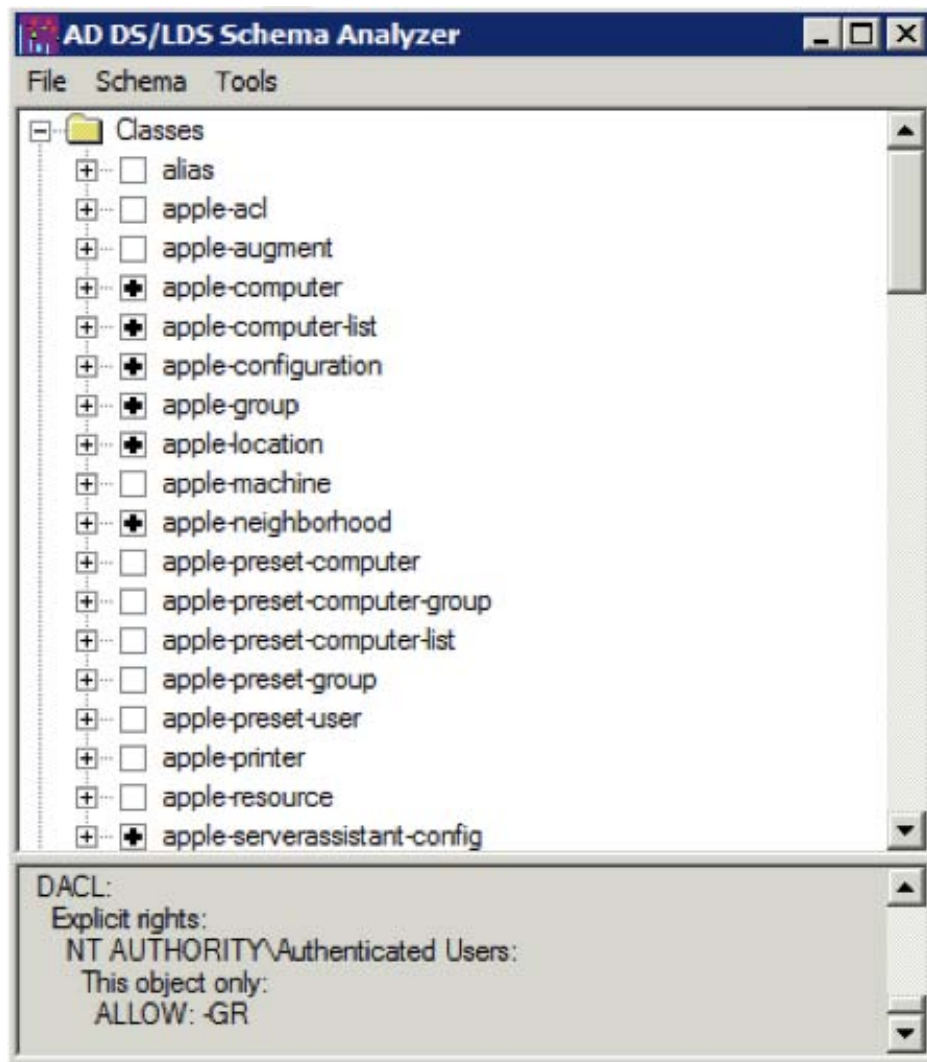 AD DS/LDS Schema Analyzer
File Schema Tools
Classes
alias
apple-acl
apple-augment
apple-computer
apple-computer-list
apple-configuration
apple-group
apple-location
apple-machine
apple-neighborhood
apple-preset-computer
apple-preset-computer-group
apple-preset-computer-list
apple-preset-group
apple-preset-user
apple-printer
apple-resource
apple-serverassistant-config
DACL:
Explicit rights:
NT AUTHORITY\Authenticated Users:
This object only:
ALLOW: -GR